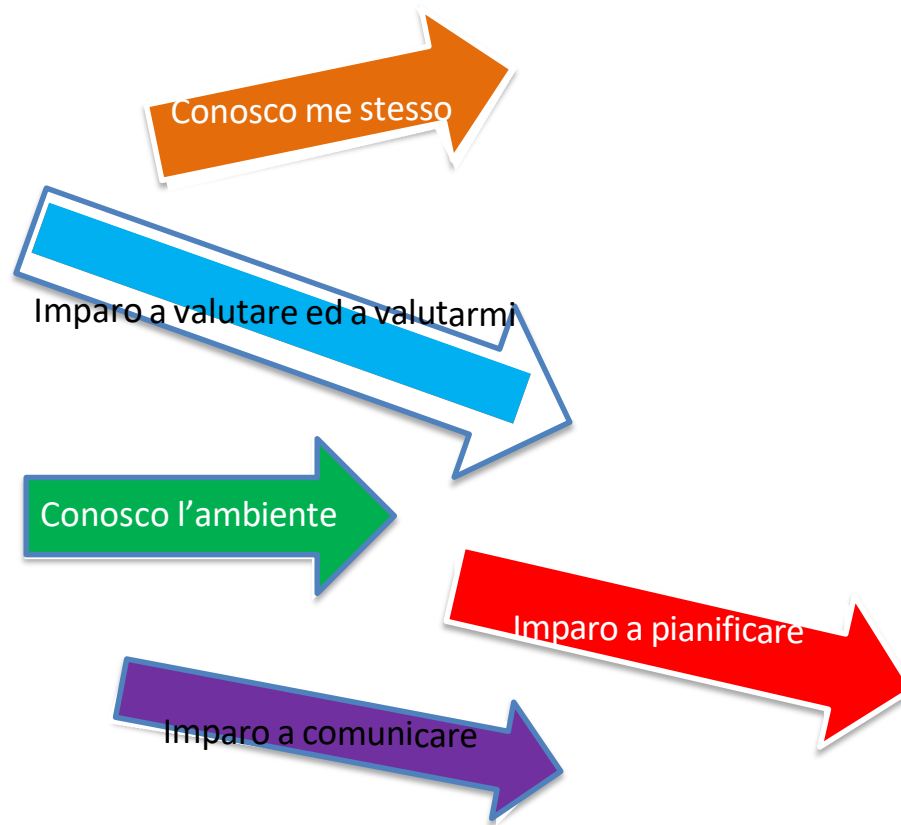 Conosco me stesso
Imparo a valutare ed a valutarmi
Conosco l’ambiente
Imparo a pianificare
Imparo a comunicare